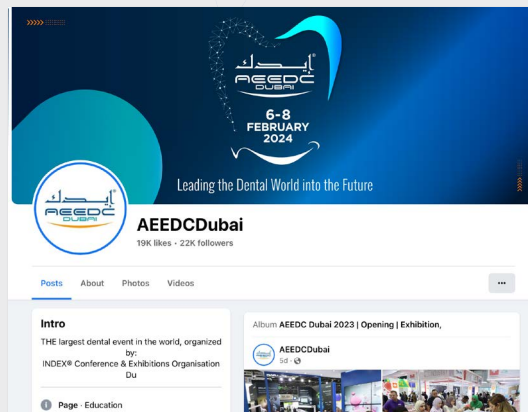 إيدك
AEEDC
DUBAI
6-8
FEBRUARY
2024
Leading the Dental World into the Future
إيدك
AEEDC
DUBAI
AEEDCDubai
19K likes • 22K followers
Posts About Photos Videos
Intro
THE largest dental event in the world, organized
by:
INDEX® Conference & Exhibitions Organisation
Du
Page · Education
Album AEEDC Dubai 2023 | Opening | Exhibition,
AEEDCDubai
5d ·